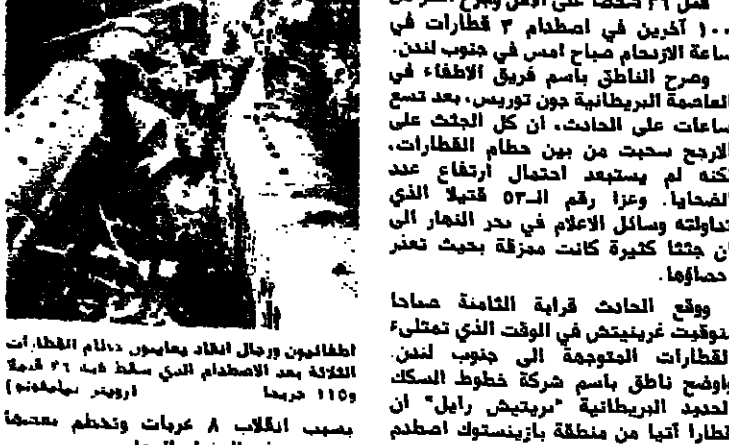 قتل ٣٦ شخصا على الاقل وجرح اكثر من
١٠٠ آخرين في اصطدام ٣ قطارات في
ساعة الازدحام صباح امس في جنوب لندن.
وصرح الناطق باسم فريق الاطفاء في
العاصمة البريطانية جون توريس، بعد تسع
ساعات على الحادث، ان كل الجثث على
الارجح سحبت من بين حطام القطارات،
لكنه لم يستبعد احتمال ارتفاع عدد
الضحايا. وعزا رقم الـ٥٣ قتيلا الذي
تداولته وسائل الاعلام في بحر النهار الى
ان جثثا كثيرة كانت ممزقة بحيث تعذر
احصاؤها.
ووقع الحادث قرابة الثامنة صباحا
بتوقيت غرينيتش في الوقت الذي تمتلىء
القطارات المتوجهة الى جنوب لندن.
واوضح ناطق باسم شركة خطوط السكك
الحديد البريطانية "بريتيش رايل" ان
قطارا آتيا من منطقة بازينستوك اصطدم
اطفائيون ورجال انقاذ يعاينون حطام القطارات
الثلاثة بعد الاصطدام الذي سقط فيه ٣٦ قتيلا
و١١٥ جريحا (رويتر
بسبب انقلاب ٨ عربات وتحطم بعضها